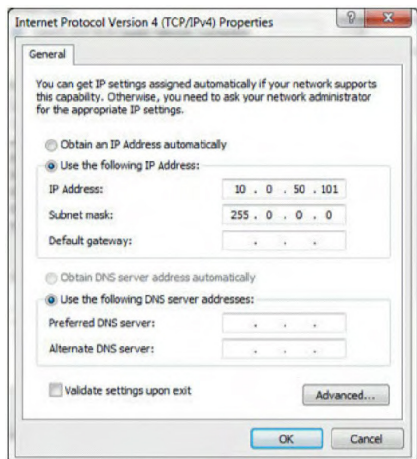 Internet Protocol Version 4 (TCP/IPv4) Properties
General
You can get IP settings assigned automatically if your network supports
this capability. Otherwise, you need to ask your network administrator
for the appropriate IP settings.
Obtain an IP Address automatically
Use the following IP Address:
IP Address: 10 . 0 . 50 . 101
Subnet mask: 255 . 0 . 0 . 0
Default gateway: . . .
Obtain DNS server address automatically
Use the following DNS server addresses:
Preferred DNS server: . . .
Alternate DNS server: . . .
Validate settings upon exit
Advanced...
OK Cancel